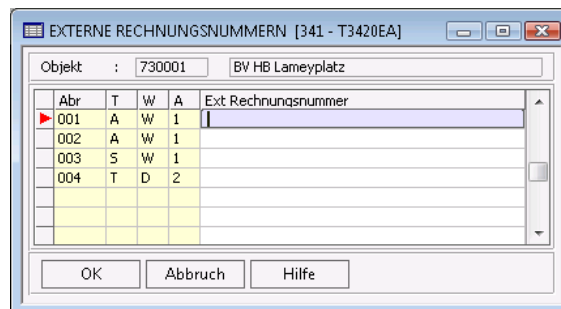 EXTERNE RECHNUNGSNUMMERN [341 - T3420EA]
Objekt : 730001 BV HB Lameyplatz
Abr T W A Ext Rechnungsnummer
001 A W 1
002 A W 1
003 S W 1
004 T D 2
OK Abbruch Hilfe